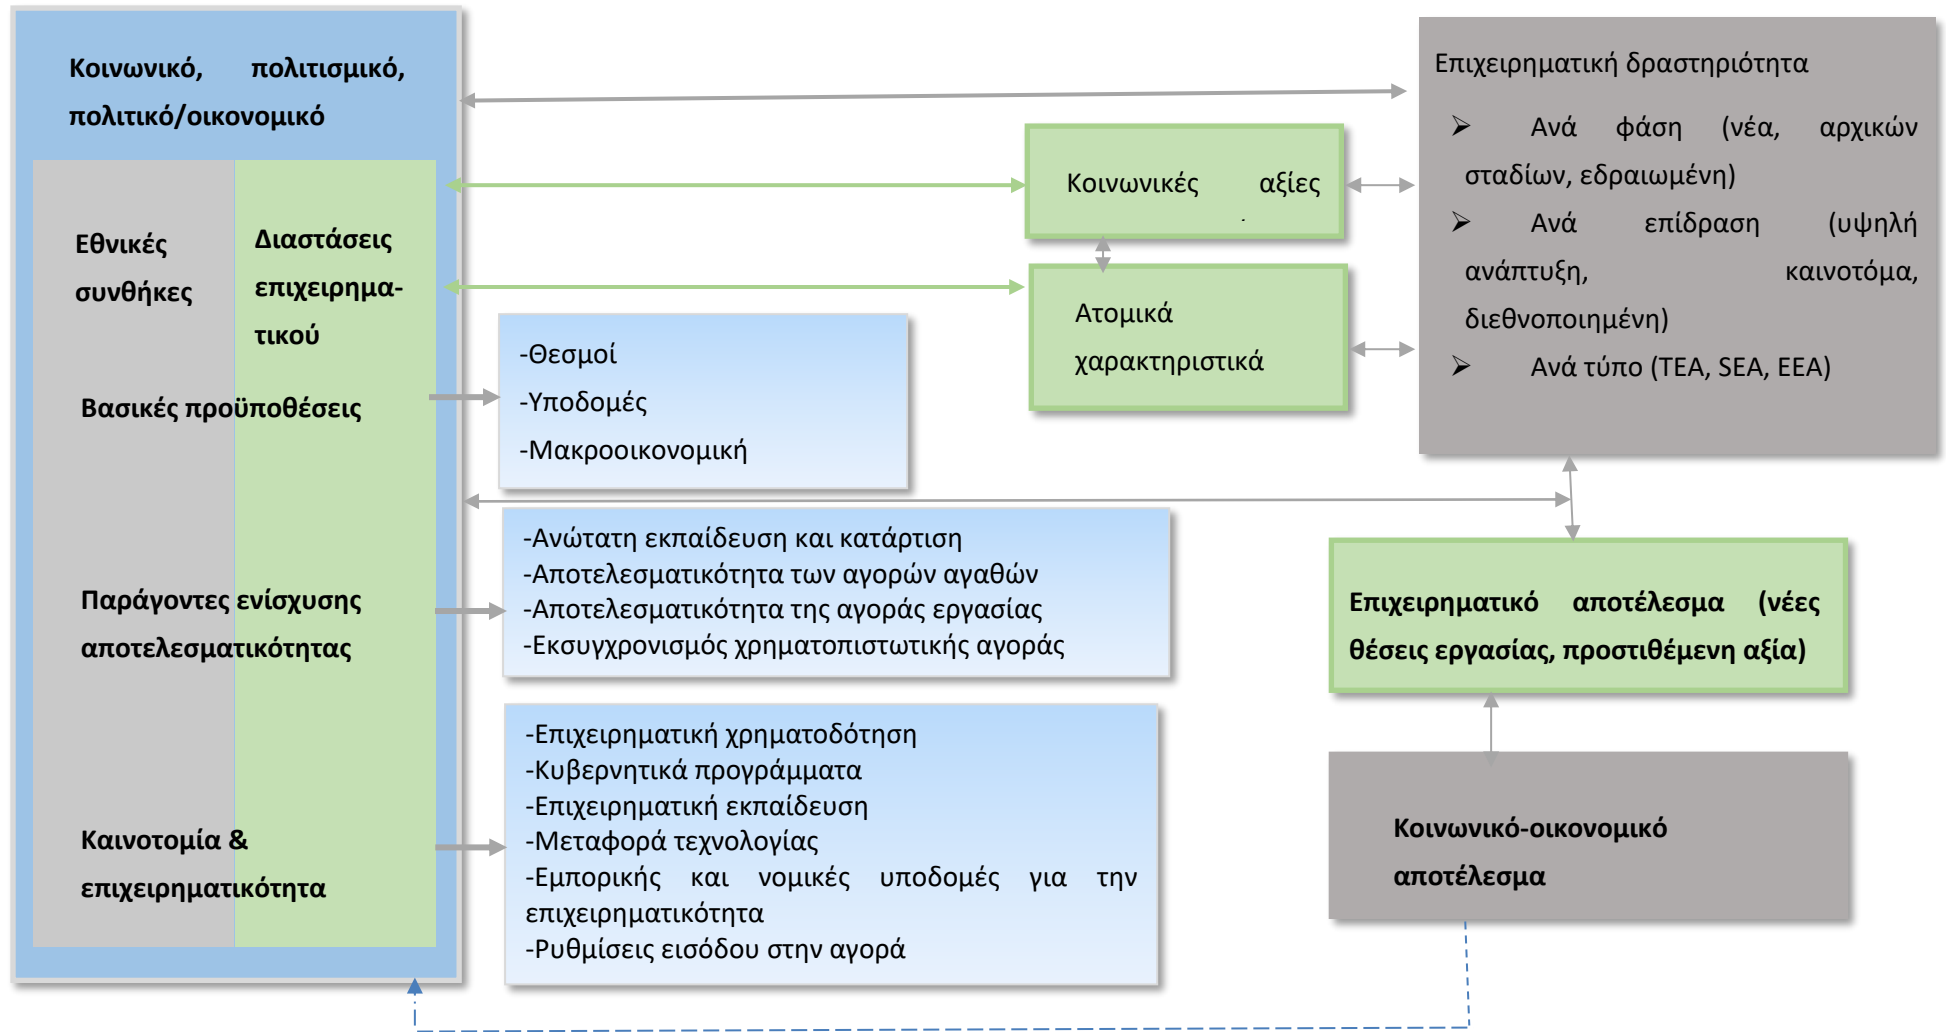 Κοινωνικό, πολιτισμικό,
πολιτικό/οικονομικό
Εθνικές
συνθήκες
Διαστάσεις
επιχειρημα-
τικού
Βασικές προϋποθέσεις
Παράγοντες ενίσχυσης
αποτελεσματικότητας
Καινοτομία &
επιχειρηματικότητα
-Θεσμοί
-Υποδομές
-Μακροοικονομική
-Ανώτατη εκπαίδευση και κατάρτιση
-Αποτελεσματικότητα των αγορών αγαθών
-Αποτελεσματικότητα της αγοράς εργασίας
-Εκσυγχρονισμός χρηματοπιστωτικής αγοράς
-Επιχειρηματική χρηματοδότηση
-Κυβερνητικά προγράμματα
-Επιχειρηματική εκπαίδευση
-Μεταφορά τεχνολογίας
-Εμπορικής και νομικές υποδομές για την
επιχειρηματικότητα
-Ρυθμίσεις εισόδου στην αγορά
Κοινωνικές αξίες
Ατομικά
χαρακτηριστικά
Επιχειρηματική δραστηριότητα
➢ Ανά φάση (νέα, αρχικών
σταδίων, εδραιωμένη)
➢ Ανά επίδραση (υψηλή
ανάπτυξη, καινοτόμα,
διεθνοποιημένη)
➢ Ανά τύπο (TEA, SEA, EEA)
Επιχειρηματικό αποτέλεσμα (νέες
θέσεις εργασίας, προστιθέμενη αξία)
Κοινωνικό-οικονομικό
αποτέλεσμα